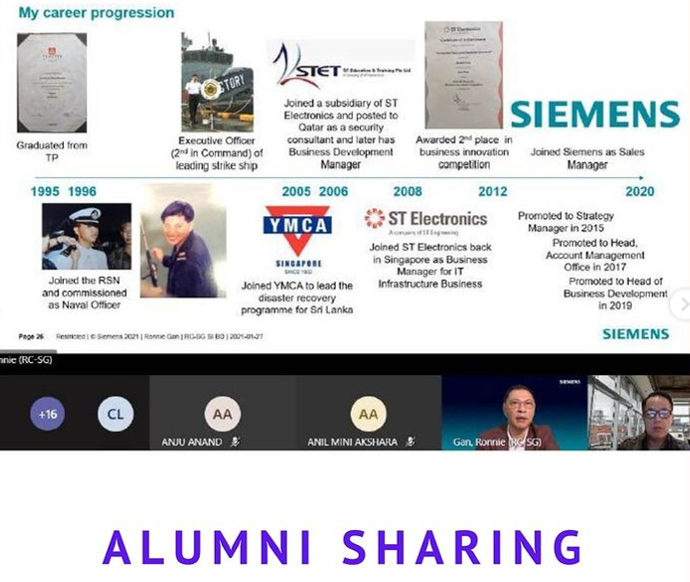 My career progression
Graduated from
TP
Executive Officer
(2nd in Command) of
leading strike ship
STORY
STET ST Education & Training Pte Ltd
Joined a subsidiary of ST
Electronics and posted to
Qatar as a security
consultant and later has
Business Development
Manager
ST Electronics
Awarded 2nd place in
business innovation
competition
SIEMENS
Joined Siemens as Sales
Manager
1995 1996 2005 2006 2008 2012 2020
Joined the RSN
and commissioned
as Naval Officer
YMCA
SINGAPORE
SINCE 1902
Joined YMCA to lead the
disaster recovery
programme for Sri Lanka
ST Electronics
A company of ST Engineering
Joined ST Electronics back
in Singapore as Business
Manager for IT
Infrastructure Business
Promoted to Strategy
Manager in 2015
Promoted to Head,
Account Management
Office in 2017
Promoted to Head of
Business Development
in 2019
Page 26 Restricted | © Siemens 2021 | Ronnie Gan | RC-SG SI BD | 2021-01-27
SIEMENS
nnie (RC-SG)
+16
CL
AA
ANJU ANAND
AA
ANIL MINI AKSHARA
SIEMENS
Gan, Ronnie (RC-SG)
ALUMNI SHARING